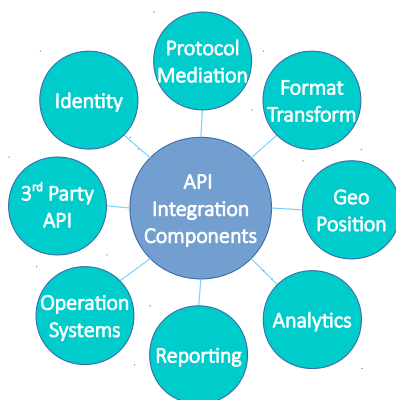 Protocol
Mediation
Format
Transform
Geo
Position
Analytics
Reporting
Operation
Systems
3rd Party
API
Identity
API
Integration
Components